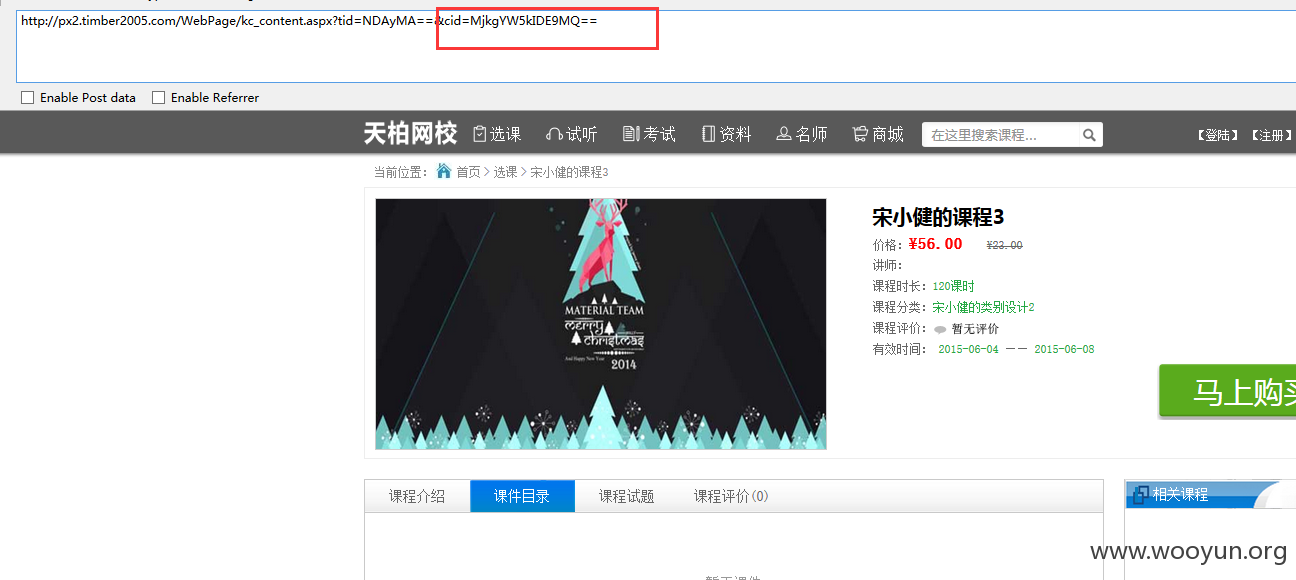 http://px2.timber2005.com/WebPage/kc_content.aspx?tid=NDAyMA==&cid=MjkgYW5kIDE9MQ==
Enable Post data Enable Referrer
天柏网校 选课 试听 考试 资料 名师 商城 在这里搜索课程... 【登陆】 【注册】
当前位置： 首页 选课 宋小健的课程3
宋小健的课程3
价格：¥56.00 ¥23.00
讲师：
课程时长：120课时
课程分类：宋小健的类别设计2
课程评价： 暂无评价
有效时间： 2015-06-04 —— 2015-06-08
MATERIAL TEAM
merry
christmas
And Happy New Year
2014
马上购买
课程介绍 课件目录 课程试题 课程评价(0) 相关课程
暂无课件
www.wooyun.org